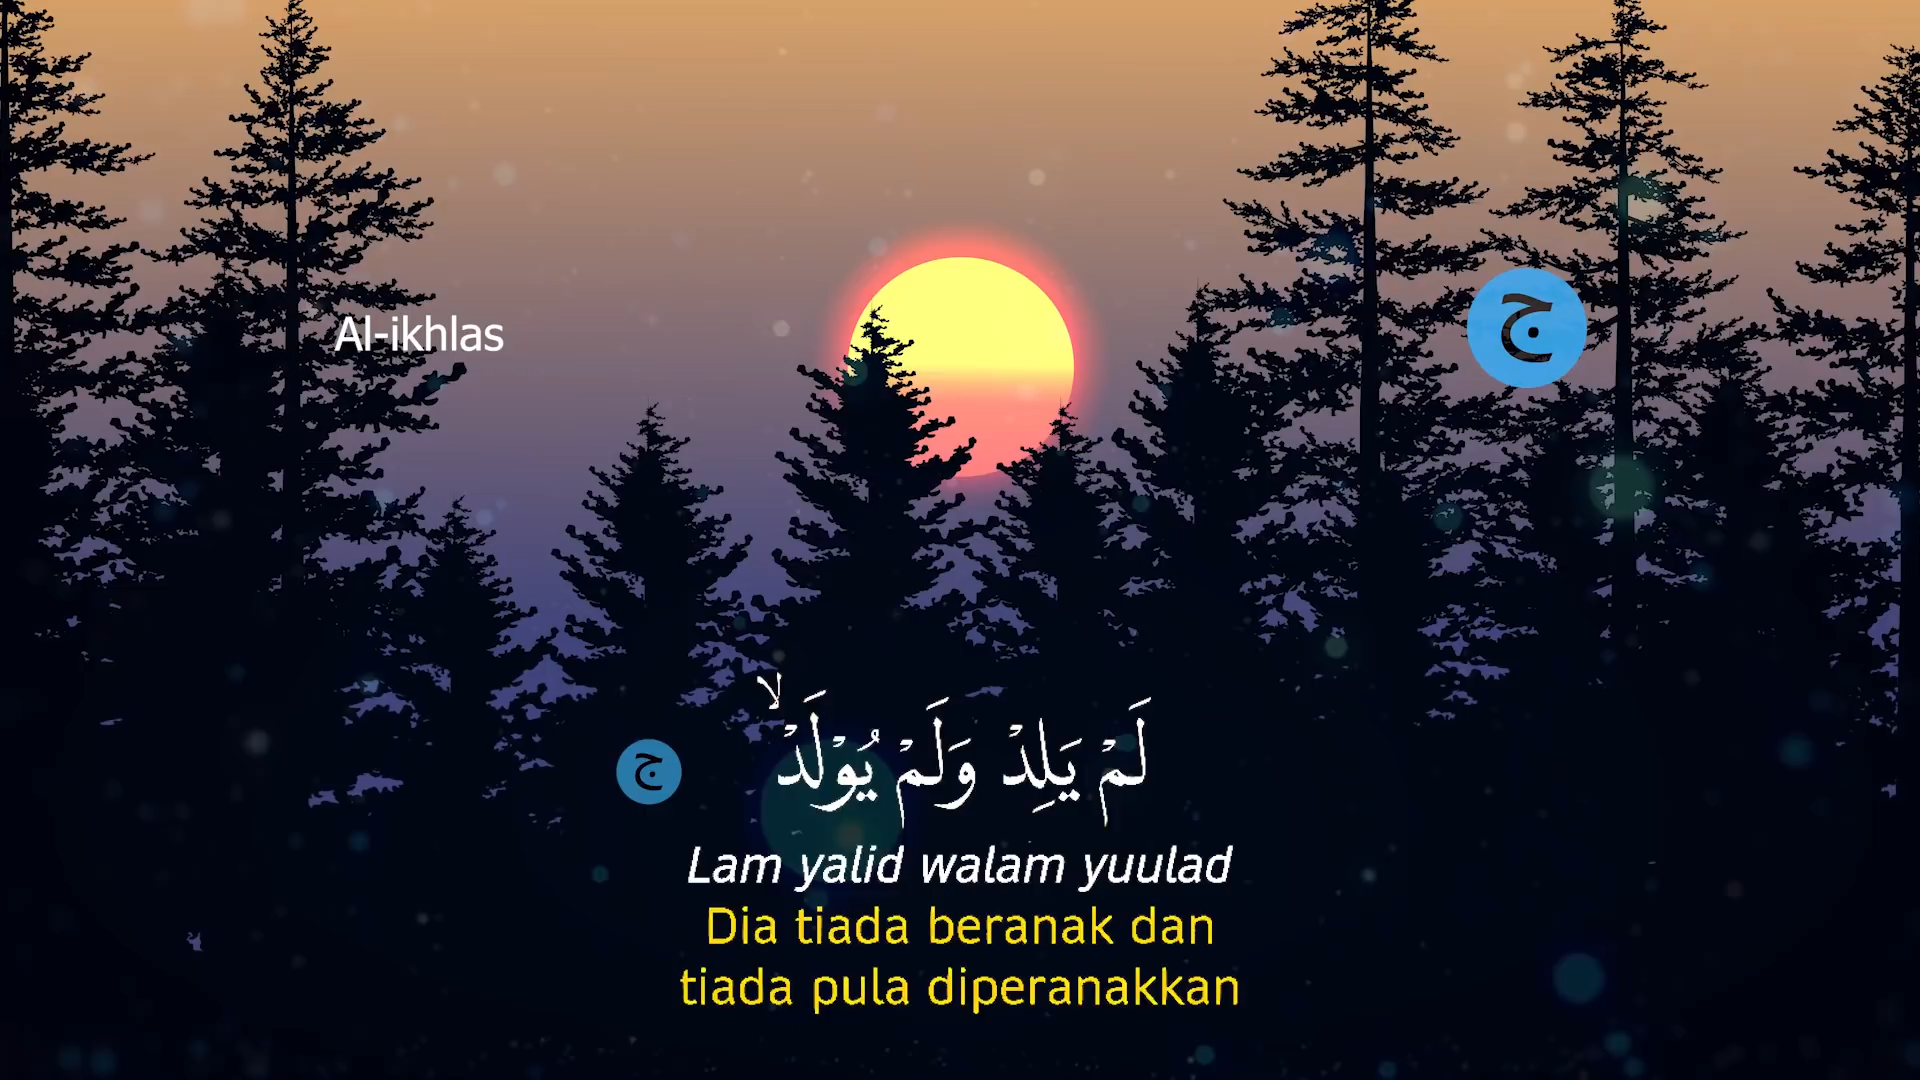 Al-ikhlas
ج
لَمْ يَلِدْ وَلَمْ يُوْلَدْۙ
ج
Lam yalid walam yuulad
Dia tiada beranak dan
tiada pula diperanakkan